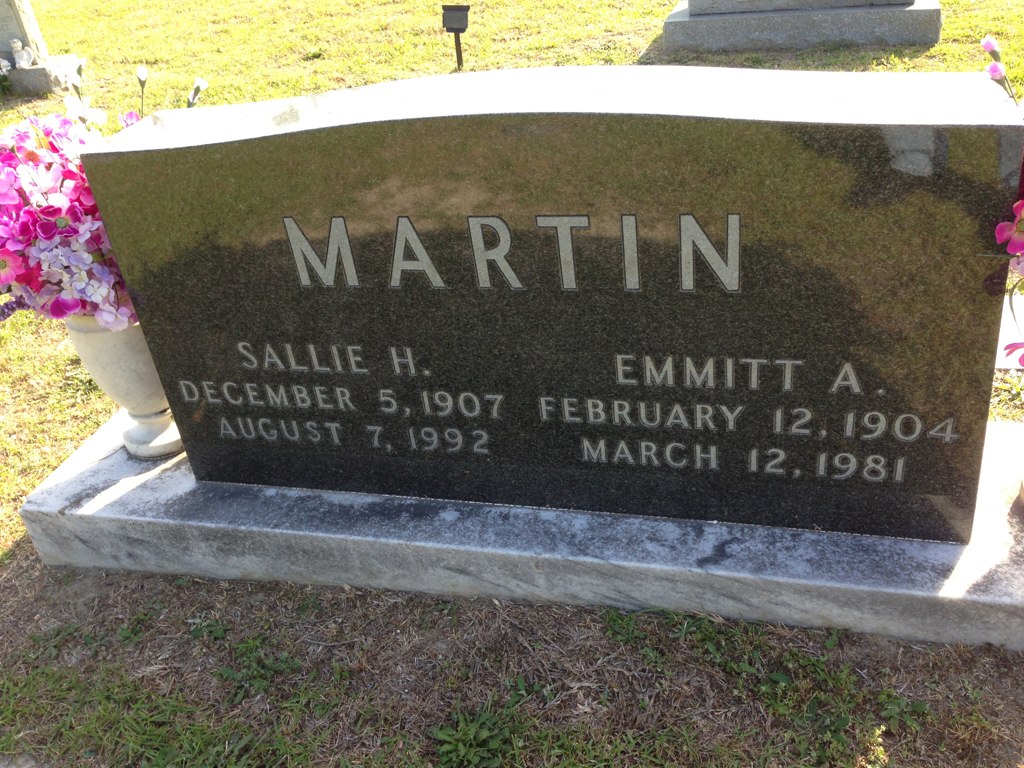 MARTIN
SALLIE H.
DECEMBER 5, 1907
AUGUST 7, 1992
EMMITT A.
FEBRUARY 12, 1904
MARCH 12, 1981